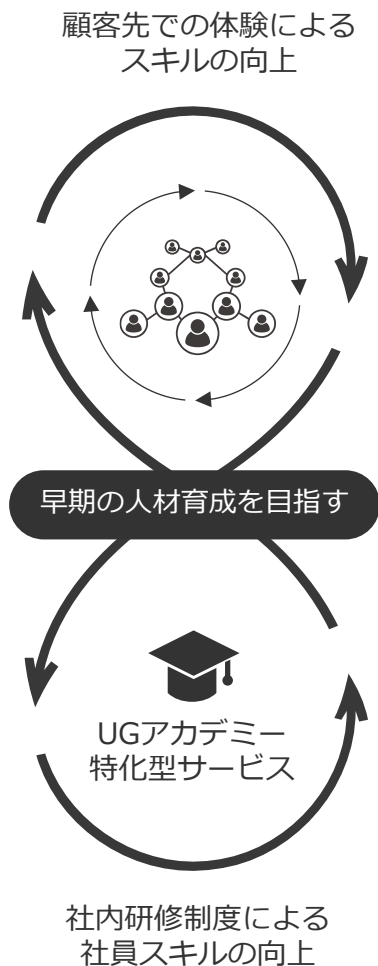 顧客先での体験による
スキルの向上
早期の人材育成を目指す
UGアカデミー
特化型サービス
社内研修制度による
社員スキルの向上